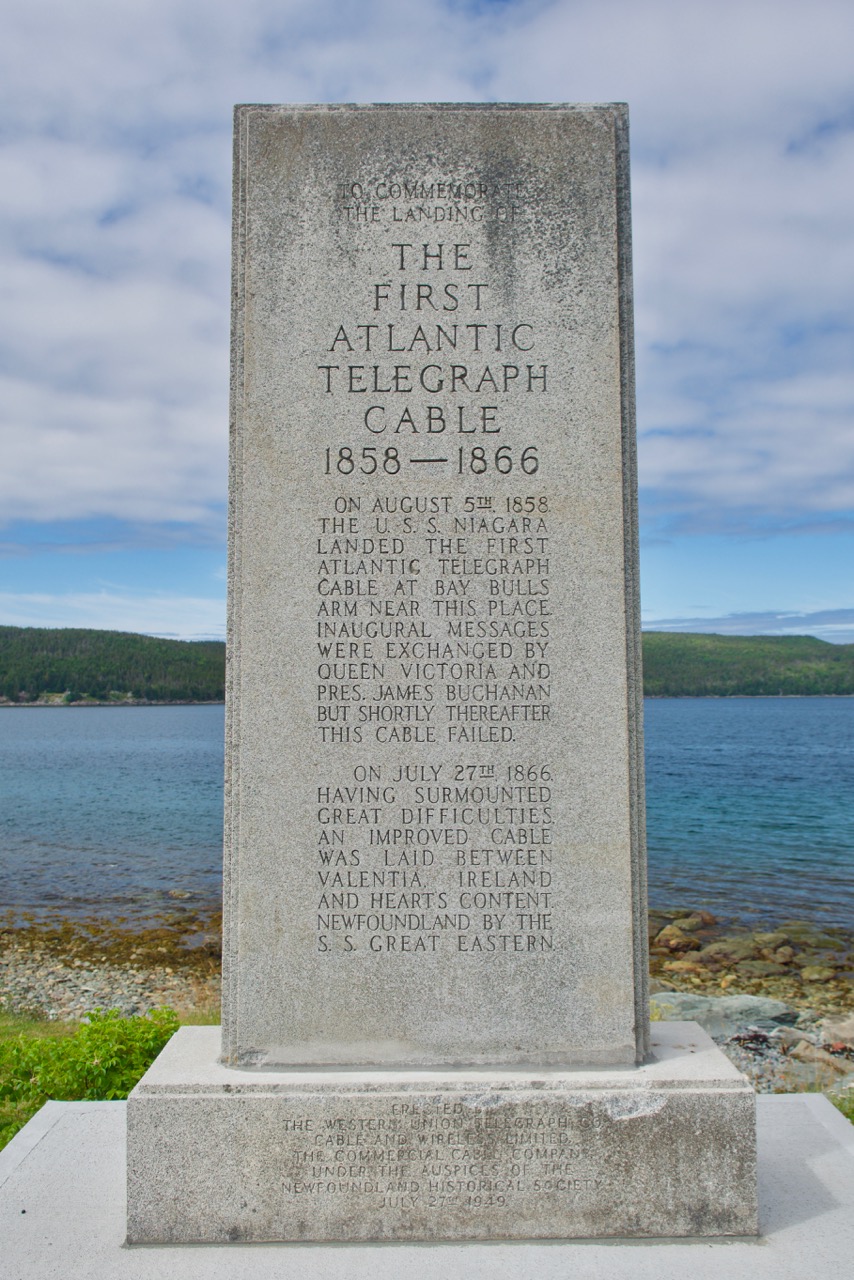 TO COMMEMORATE
THE LANDING OF
THE
FIRST
ATLANTIC
TELEGRAPH
CABLE
1858—1866
ON AUGUST 5TH, 1858
THE U. S. S. NIAGARA
LANDED THE FIRST
ATLANTIC TELEGRAPH
CABLE AT BAY BULLS
ARM NEAR THIS PLACE.
INAUGURAL MESSAGES
WERE EXCHANGED BY
QUEEN VICTORIA AND
PRES. JAMES BUCHANAN
BUT SHORTLY THEREAFTER
THIS CABLE FAILED.
ON JULY 27TH, 1866,
HAVING SURMOUNTED
GREAT DIFFICULTIES,
AN IMPROVED CABLE
WAS LAID BETWEEN
VALENTIA, IRELAND
AND HEART'S CONTENT,
NEWFOUNDLAND BY THE
S. S. GREAT EASTERN.
ERECTED BY
THE WESTERN UNION TELEGRAPH CO.
CABLE AND WIRELESS LIMITED,
THE COMMERCIAL CABLE COMPANY
UNDER THE AUSPICES OF THE
NEWFOUNDLAND HISTORICAL SOCIETY
JULY 27TH 1949